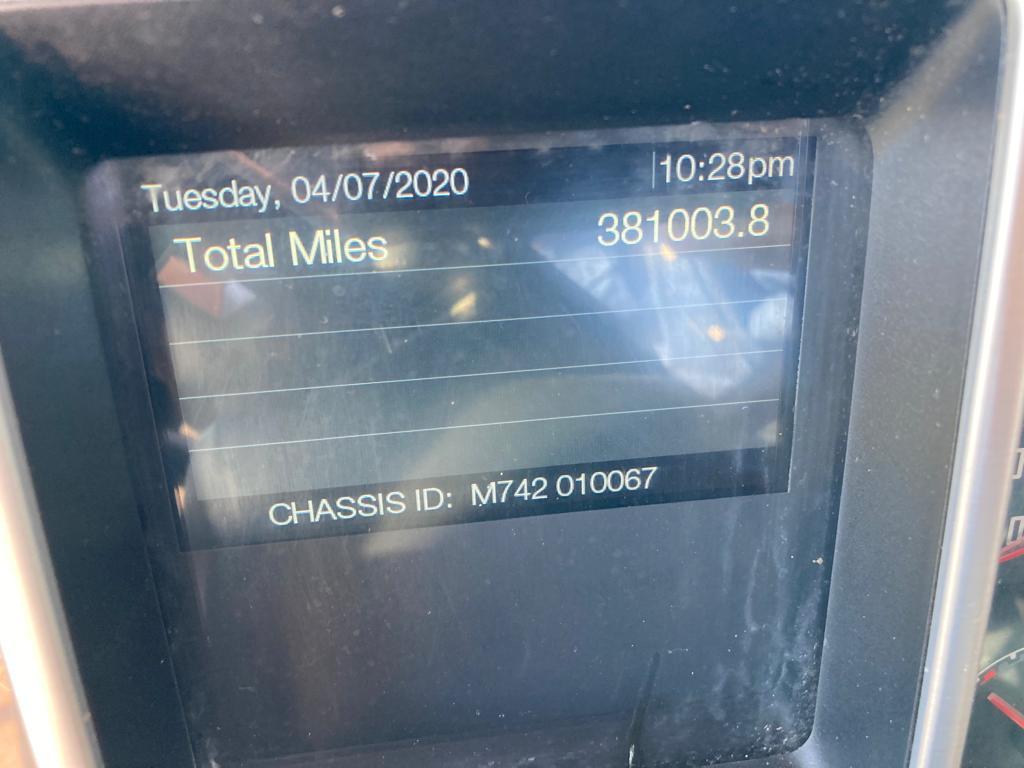 Tuesday, 04/07/2020 10:28pm
Total Miles 381003.8
CHASSIS ID: M742 010067